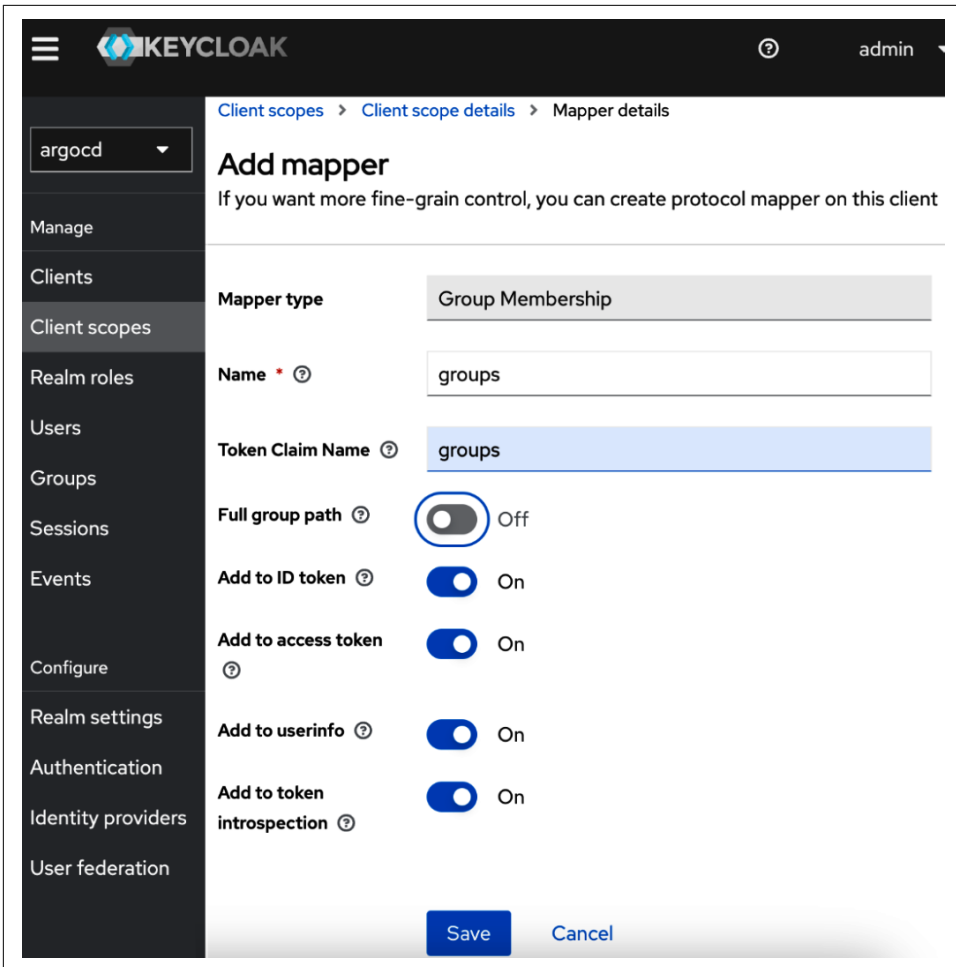 KEYCLOAK
admin
argocd
Manage
Clients
Client scopes
Realm roles
Users
Groups
Sessions
Events
Configure
Realm settings
Authentication
Identity providers
User federation
Client scopes > Client scope details > Mapper details
Add mapper
If you want more fine-grain control, you can create protocol mapper on this client
Mapper type Group Membership
Name * groups
Token Claim Name groups
Full group path Off
Add to ID token On
Add to access token On
Add to userinfo On
Add to token On
introspection
Save Cancel